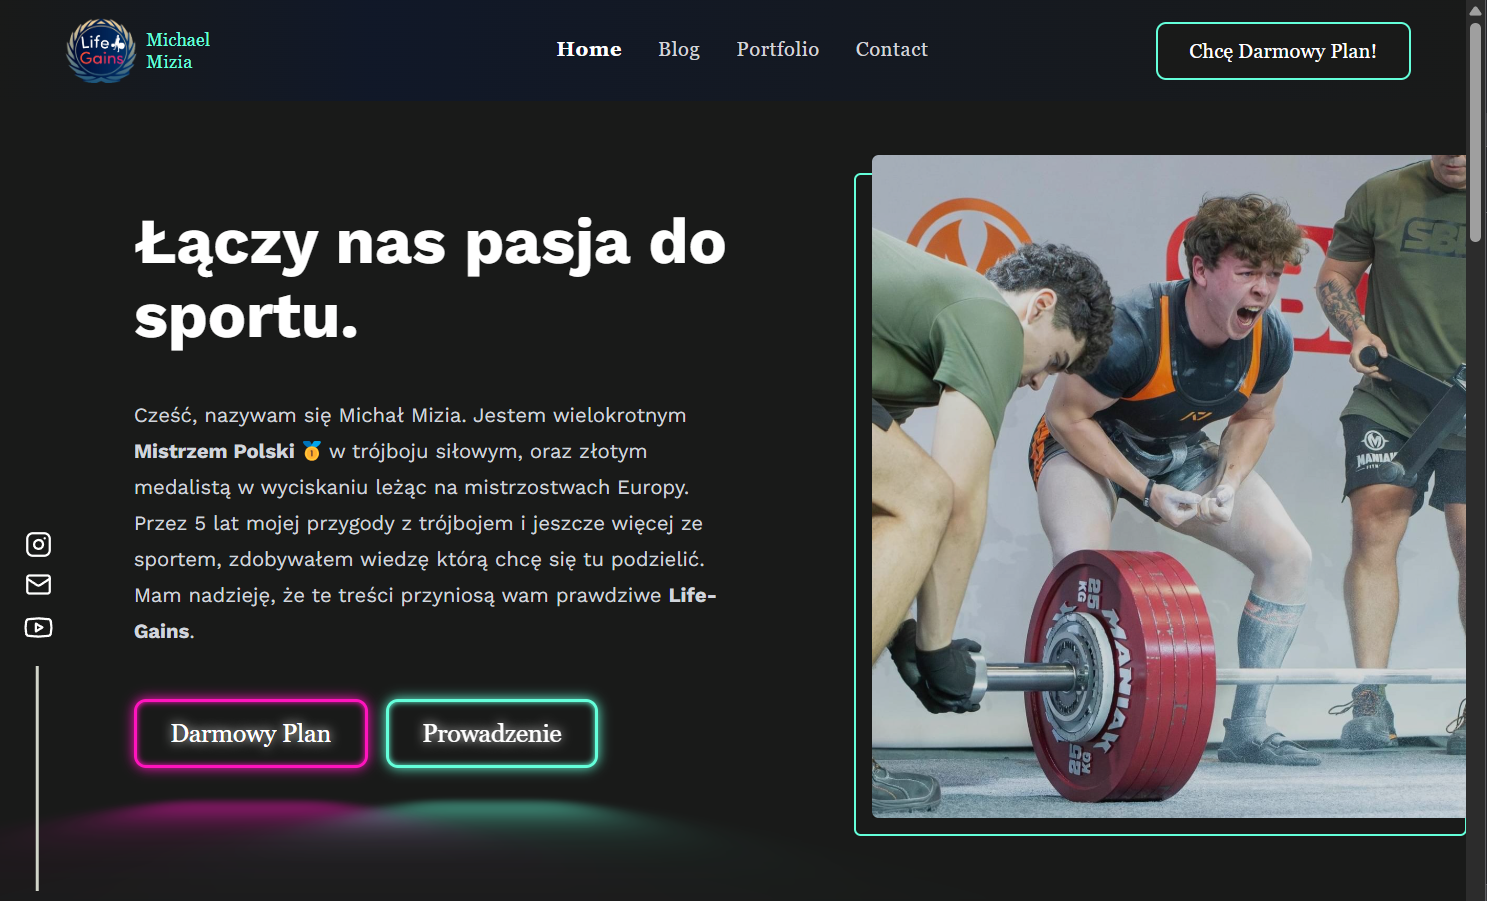 Life
Gains
Michael
Mizia
Home
Blog
Portfolio
Contact
Chcę Darmowy Plan!
Łączy nas pasja do
sportu.
Cześć, nazywam się Michał Mizia. Jestem wielokrotnym
Mistrzem Polski 🥇 w trójboju siłowym, oraz złotym
medalistą w wyciskaniu leżąc na mistrzostwach Europy.
Przez 5 lat mojej przygody z trójbojem i jeszcze więcej ze
sportem, zdobywałem wiedzę którą chcę się tu podzielić.
Mam nadzieję, że te treści przyniosą wam prawdziwe Life-
Gains.
Darmowy Plan
Prowadzenie
SBD
MANIAK
25
KG
MANIAK
25
KG